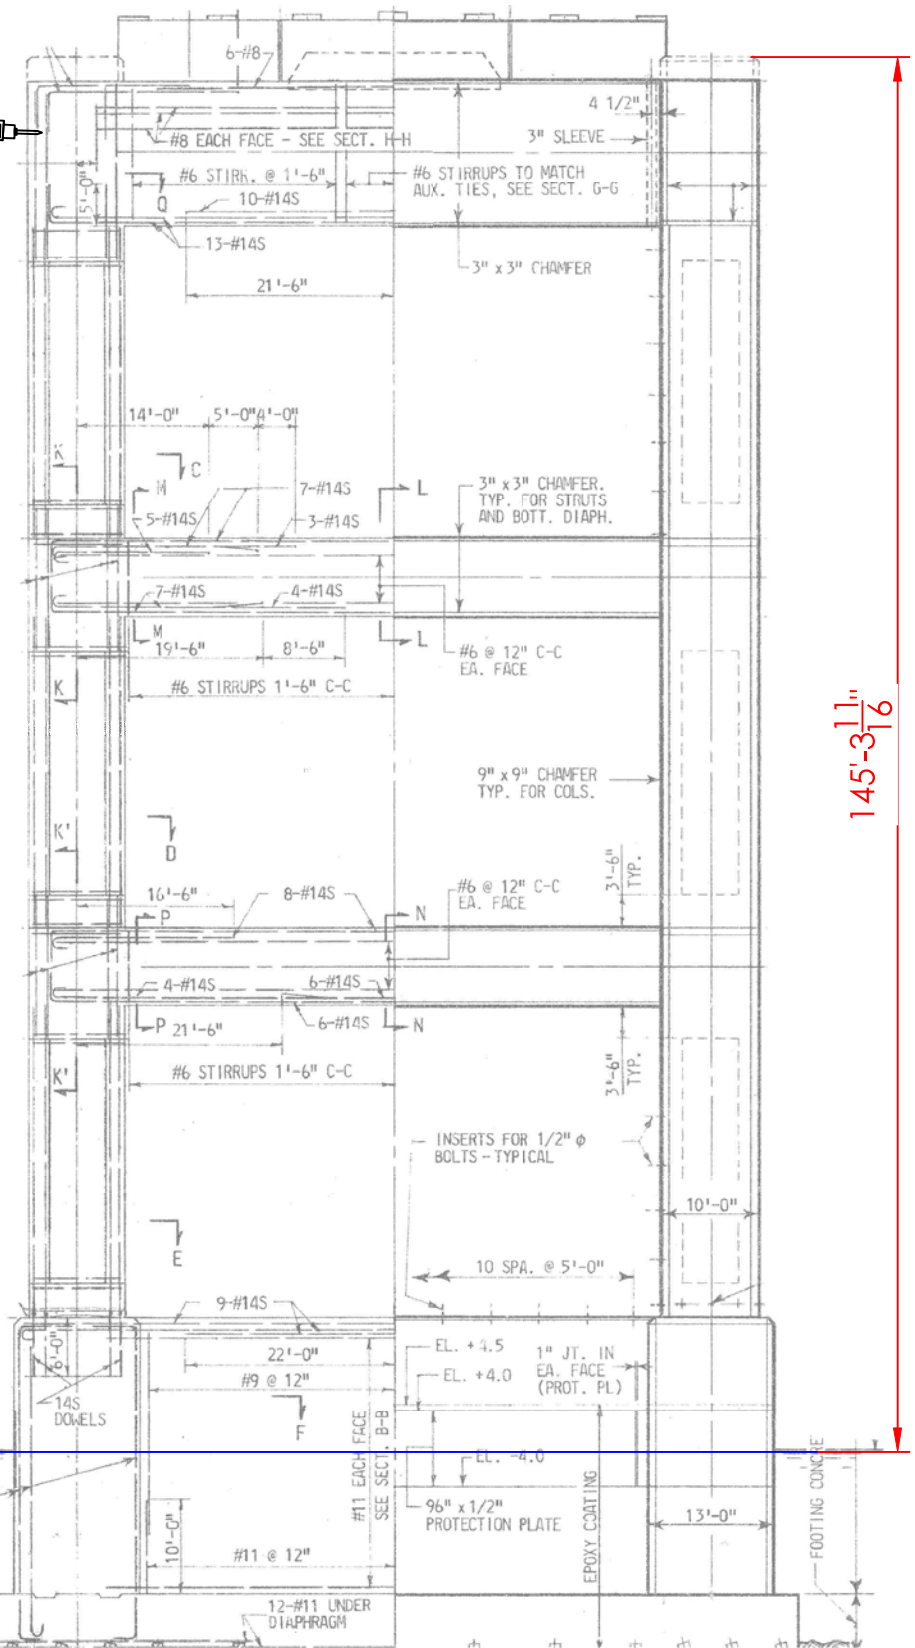 6-#8
4 1/2"
#8 EACH FACE - SEE SECT. H-H
3" SLEEVE
#6 STIRR. @ 1'-6"
#6 STIRRUPS TO MATCH
AUX. TIES, SEE SECT. G-G
5'-0"
Q
10-#14S
13-#14S
3" x 3" CHAMFER
21'-6"
14'-0"
5'-0"
4'-0"
K
C
M
7-#14S
L
3" x 3" CHAMFER.
TYP. FOR STRUTS
AND BOTT. DIAPH.
5-#14S
3-#14S
7-#14S
4-#14S
M
19'-6"
8'-6"
L
#6 @ 12" C-C
EA. FACE
K
#6 STIRRUPS 1'-6" C-C
145'-3 11/16"
9" x 9" CHAMFER
TYP. FOR COLS.
K'
D
3'-6"
TYP.
16'-6"
8-#14S
#6 @ 12" C-C
EA. FACE
P
N
4-#14S
6-#14S
P
21'-6"
6-#14S
N
K'
#6 STIRRUPS 1'-6" C-C
3'-6"
TYP.
INSERTS FOR 1/2" ϕ
BOLTS - TYPICAL
10'-0"
E
10 SPA. @ 5'-0"
9-#14S
6'-0"
22'-0"
EL. +4.5
1" JT. IN
EA. FACE
(PROT. PL)
#9 @ 12"
EL. +4.0
14S
DOWELS
F
#11 EACH FACE
SEE SECT. B-B
EL. -4.0
96" x 1/2"
PROTECTION PLATE
EPOXY COATING
13'-0"
FOOTING CONCRE
10'-0"
#11 @ 12"
12-#11 UNDER
DIAPHRAGM